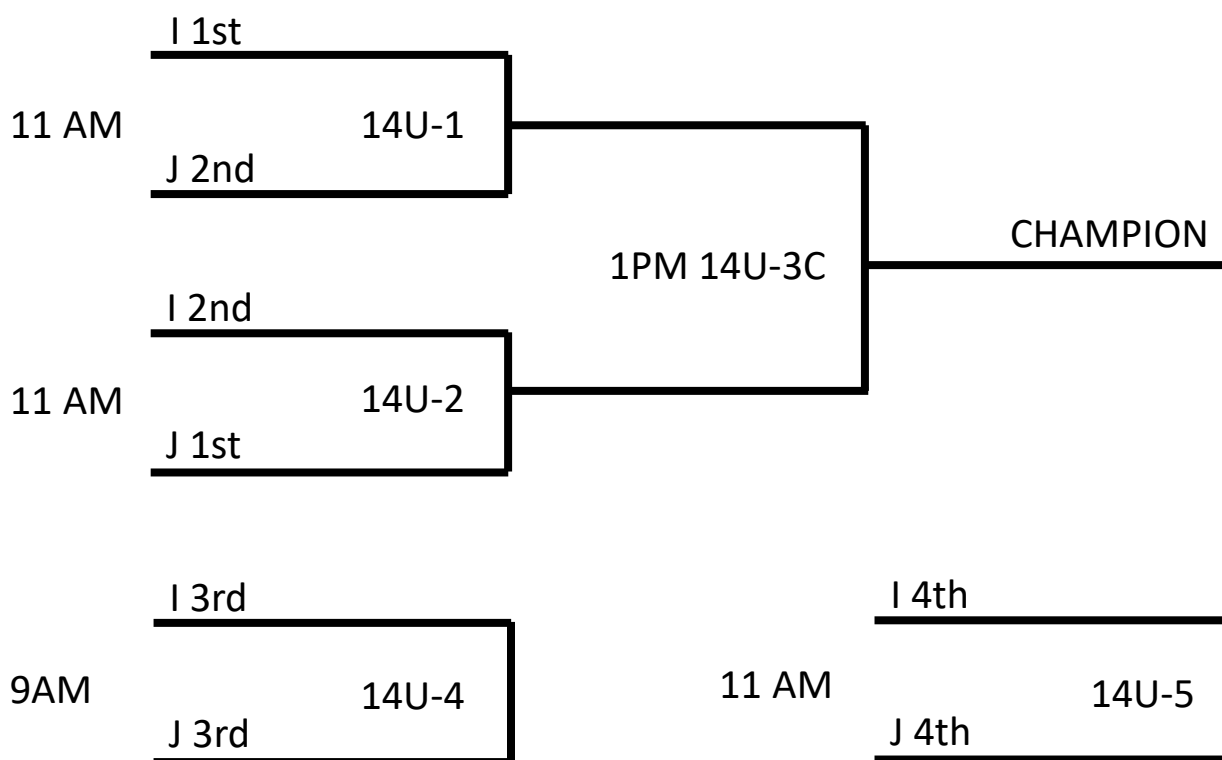 I 1st
11 AM
14U-1
J 2nd
CHAMPION
1PM 14U-3C
I 2nd
11 AM
14U-2
J 1st
I 3rd
9AM
14U-4
J 3rd
I 4th
11 AM
14U-5
J 4th